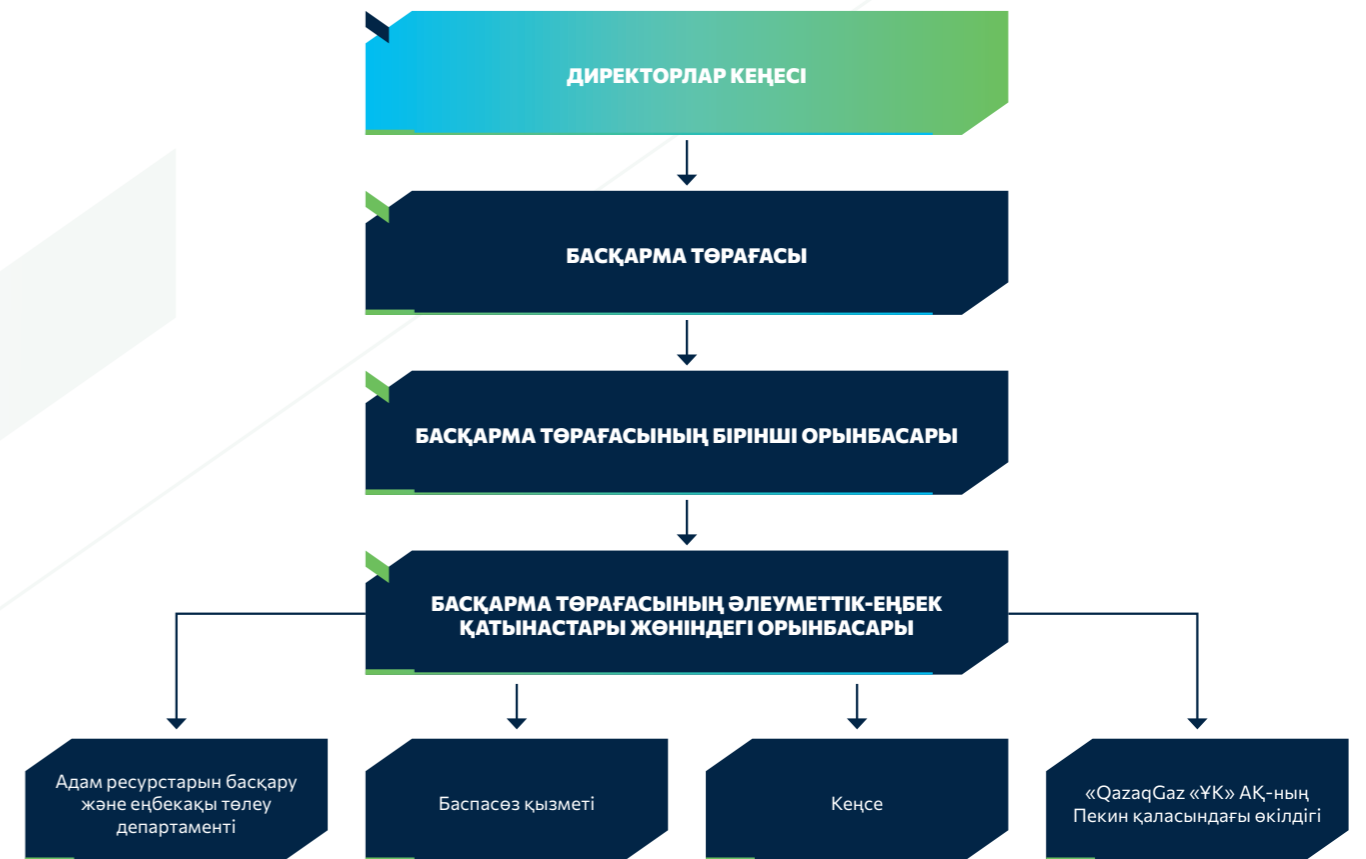 ДИРЕКТОРЛАР КЕҢЕСІ
БАСҚАРМА ТӨРАҒАСЫ
БАСҚАРМА ТӨРАҒАСЫНЫҢ БІРІНШІ ОРЫНБАСАРЫ
БАСҚАРМА ТӨРАҒАСЫНЫҢ ӘЛЕУМЕТТІК-ЕҢБЕК
ҚАТЫНАСТАРЫ ЖӨНІНДЕГІ ОРЫНБАСАРЫ
Адам ресурстарын басқару
және еңбекақы төлеу
департаменті
Баспасөз қызметі
Кеңсе
«QazaqGaz «ҰК» АҚ-ның
Пекин қаласындағы өкілдігі